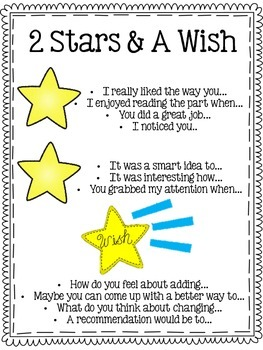 2 Stars & A Wish
• I really liked the way you...
• I enjoyed reading the part when...
• You did a great job...
• I noticed you...
• It was a smart idea to...
• It was interesting how...
• You grabbed my attention when...
Wish
• How do you feel about adding...
• Maybe you can come up with a better way to...
• What do you think about changing...
• A recommendation would be to...